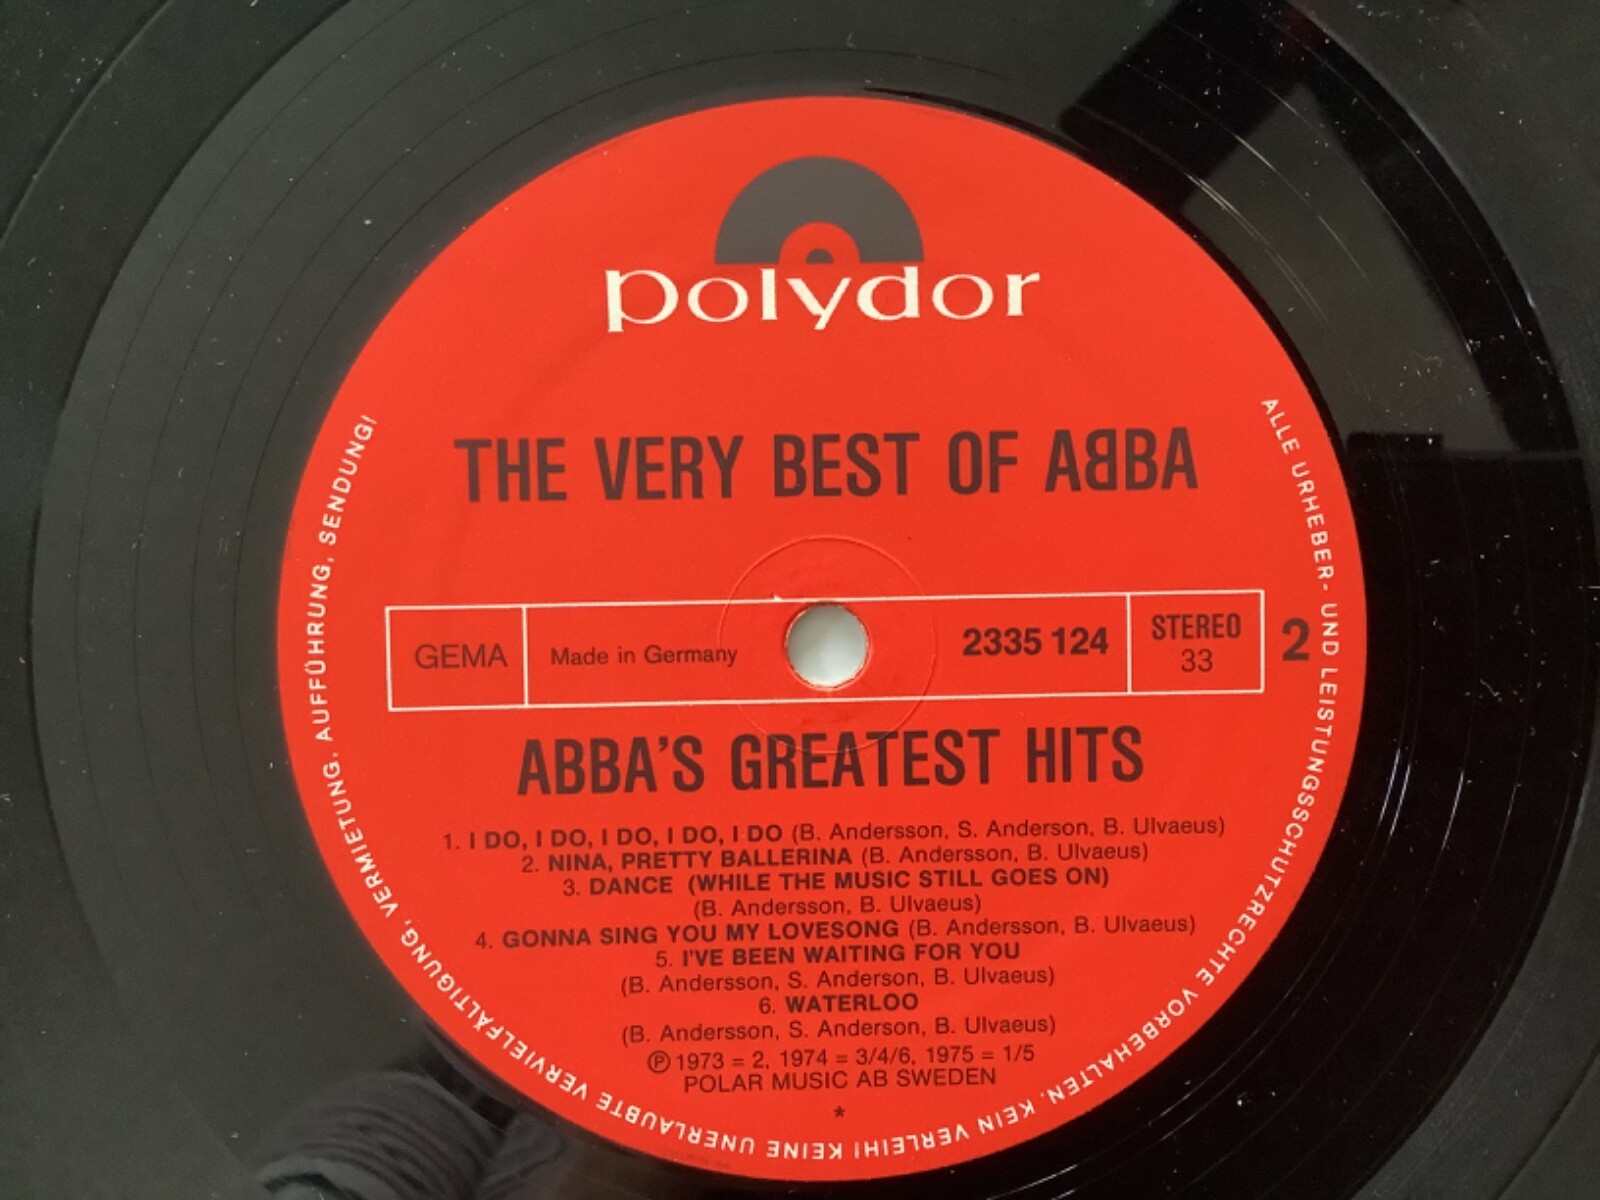 polydor
THE VERY BEST OF ABBA
GEMA
Made in Germany
2335 124
STEREO
33
2
ABBA'S GREATEST HITS
1. I DO, I DO, I DO, I DO, I DO (B. Andersson, S. Anderson, B. Ulvaeus)
2. NINA, PRETTY BALLERINA (B. Andersson, B. Ulvaeus)
3. DANCE (WHILE THE MUSIC STILL GOES ON)
(B. Andersson, B. Ulvaeus)
4. GONNA SING YOU MY LOVESONG (B. Andersson, B. Ulvaeus)
5. I'VE BEEN WAITING FOR YOU
(B. Andersson, S. Anderson, B. Ulvaeus)
6. WATERLOO
(B. Andersson, S. Anderson, B. Ulvaeus)
℗ 1973 = 2, 1974 = 3/4/6, 1975 = 1/5
POLAR MUSIC AB SWEDEN
*
ALLE URHEBER- UND LEISTUNGSSCHUTZRECHTE VORBEHALTEN. KEIN VERLEIH! KEINE UNERLAUBTE VERVIELFÄLTIGUNG, VERMIETUNG, AUFFÜHRUNG, SENDUNG!